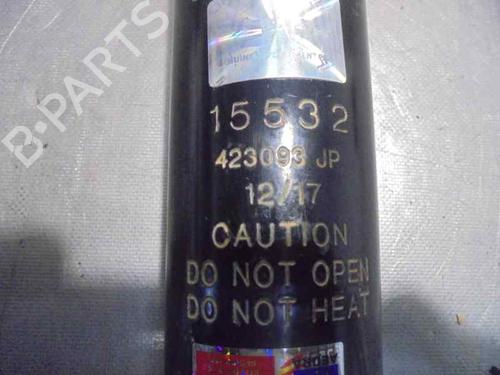 B-PARTS
15532
423093 JP
12/17
CAUTION
DO NOT OPEN
DO NOT HEAT